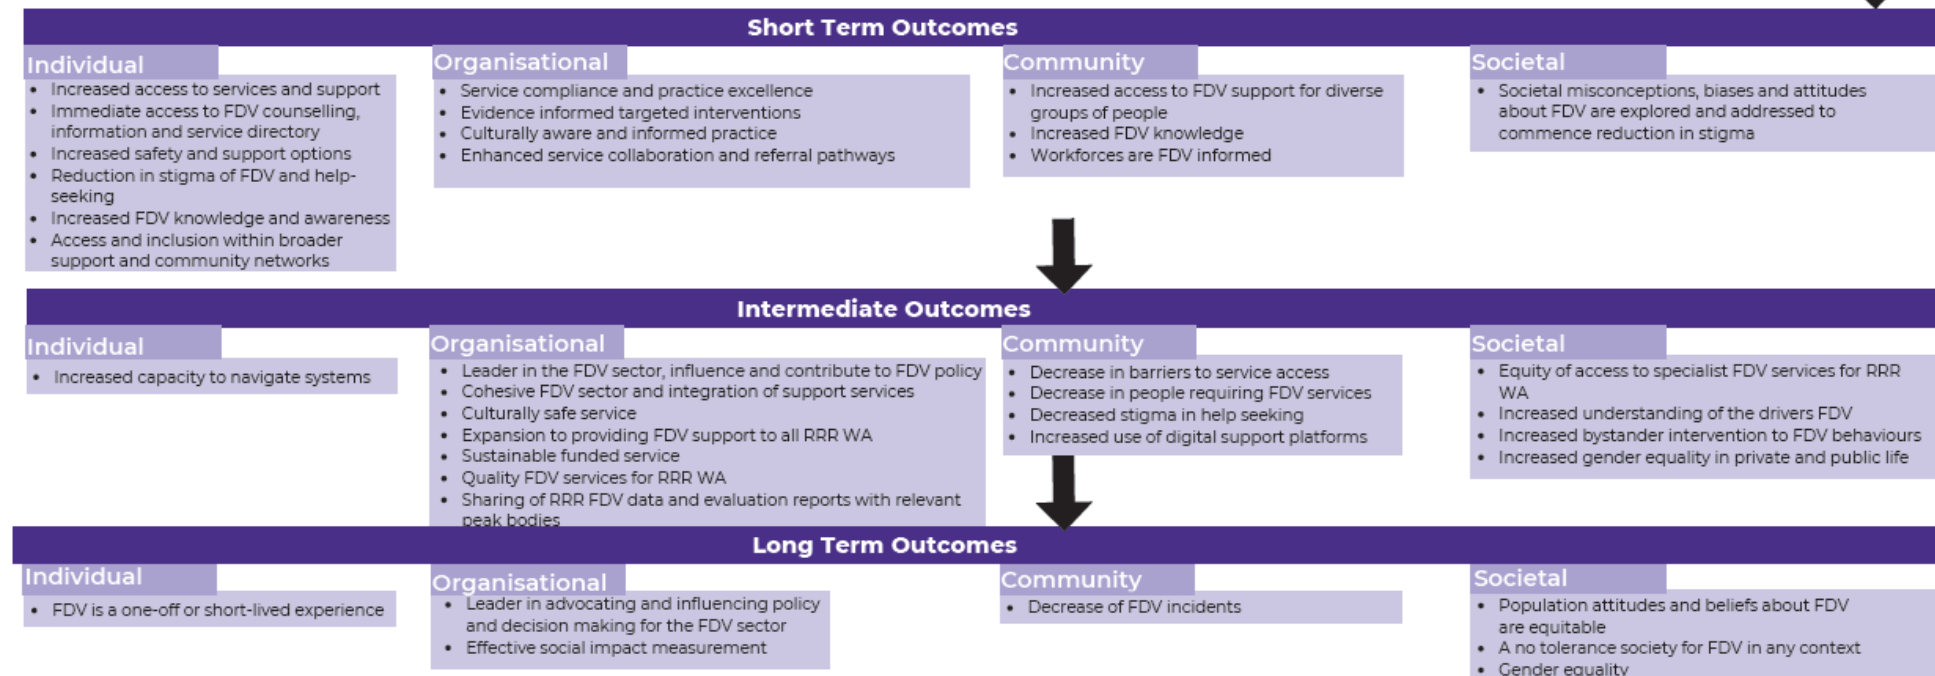 Short Term Outcomes
Individual
• Increased access to services and support
• Immediate access to FDV counselling,
information and service directory
• Increased safety and support options
• Reduction in stigma of FDV and help-
seeking
• Increased FDV knowledge and awareness
• Access and inclusion within broader
support and community networks
Organisational
• Service compliance and practice excellence
• Evidence informed targeted interventions
• Culturally aware and informed practice
• Enhanced service collaboration and referral pathways
Community
• Increased access to FDV support for diverse
groups of people
• Increased FDV knowledge
• Workforces are FDV informed
Societal
• Societal misconceptions, biases and attitudes
about FDV are explored and addressed to
commence reduction in stigma
Intermediate Outcomes
Individual
• Increased capacity to navigate systems
Organisational
• Leader in the FDV sector, influence and contribute to FDV policy
• Cohesive FDV sector and integration of support services
• Culturally safe service
• Expansion to providing FDV support to all RRR WA
• Sustainable funded service
• Quality FDV services for RRR WA
• Sharing of RRR FDV data and evaluation reports with relevant
peak bodies
Community
• Decrease in barriers to service access
• Decrease in people requiring FDV services
• Decreased stigma in help seeking
• Increased use of digital support platforms
Societal
• Equity of access to specialist FDV services for RRR
WA
• Increased understanding of the drivers FDV
• Increased bystander intervention to FDV behaviours
• Increased gender equality in private and public life
Long Term Outcomes
Individual
• FDV is a one-off or short-lived experience
Organisational
• Leader in advocating and influencing policy
and decision making for the FDV sector
• Effective social impact measurement
Community
• Decrease of FDV incidents
Societal
• Population attitudes and beliefs about FDV
are equitable
• A no tolerance society for FDV in any context
• Gender equality